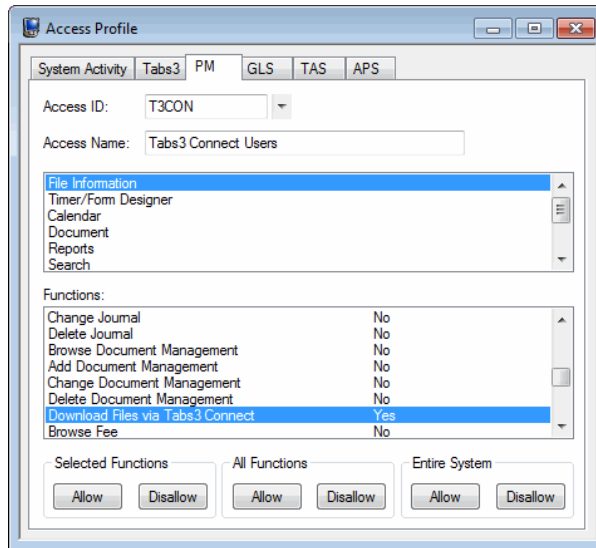 Access Profile
System Activity Tabs3 PM GLS TAS APS
Access ID: T3CON
Access Name: Tabs3 Connect Users
File Information
Timer/Form Designer
Calendar
Document
Reports
Search
Functions:
Change Journal No
Delete Journal No
Browse Document Management No
Add Document Management No
Change Document Management No
Delete Document Management No
Download Files via Tabs3 Connect Yes
Browse Fee No
Selected Functions All Functions Entire System
Allow Disallow Allow Disallow Allow Disallow